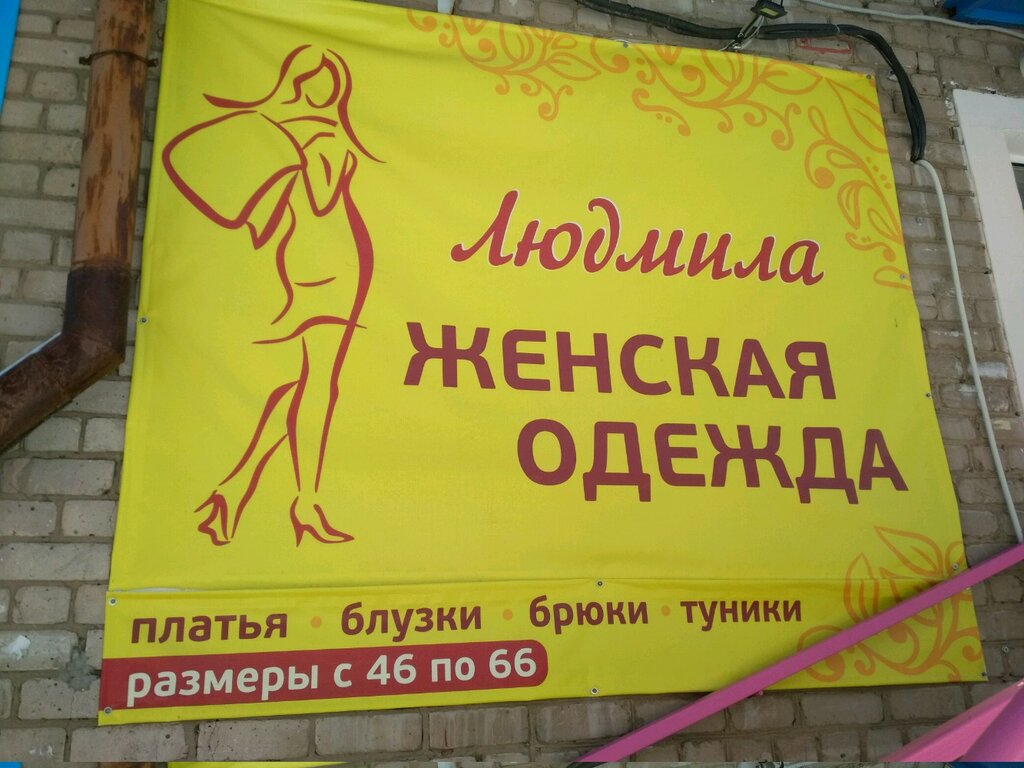 Людмила
ЖЕНСКАЯ
ОДЕЖДА
платья • блузки • брюки • туники
размеры с 46 по 66